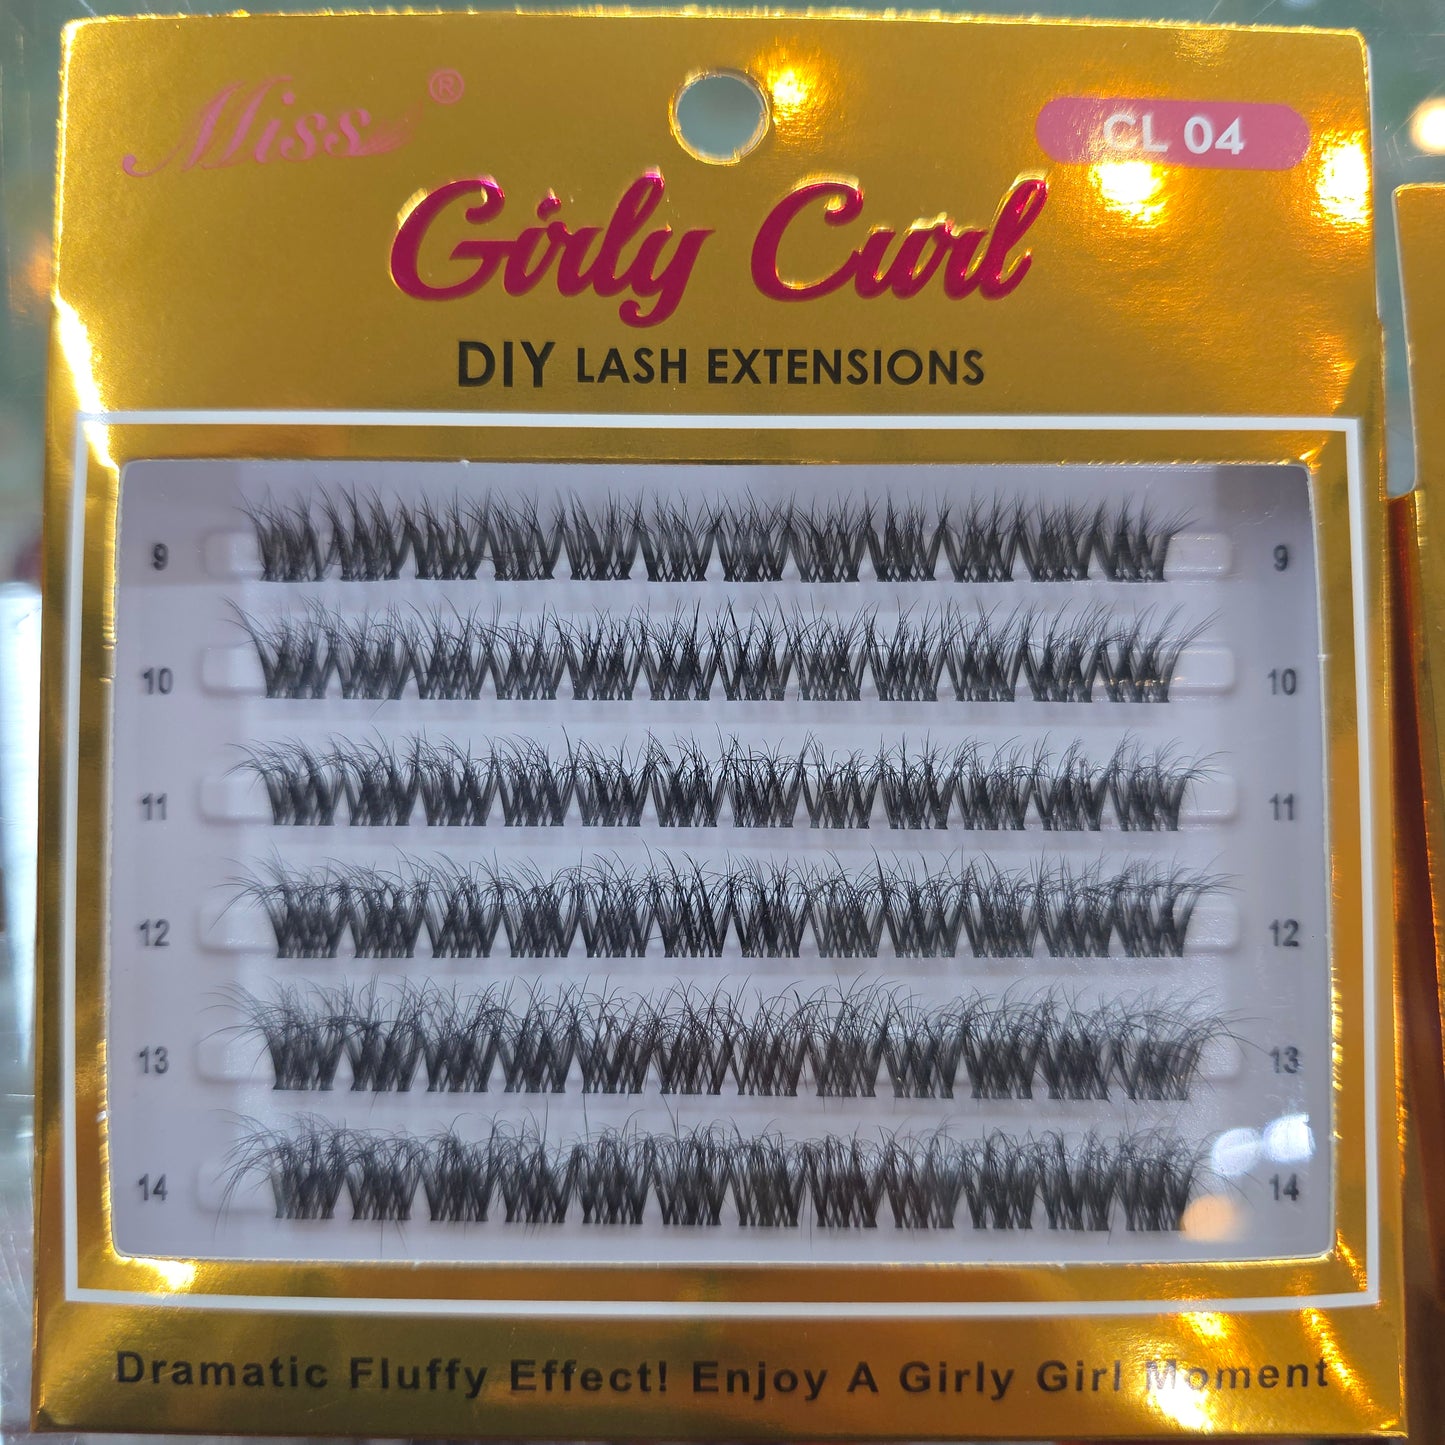 Miss ®
CL 04
Girly Curl
DIY LASH EXTENSIONS
9 9
10 10
11 11
12 12
13 13
14 14
Dramatic Fluffy Effect! Enjoy A Girly Girl Moment